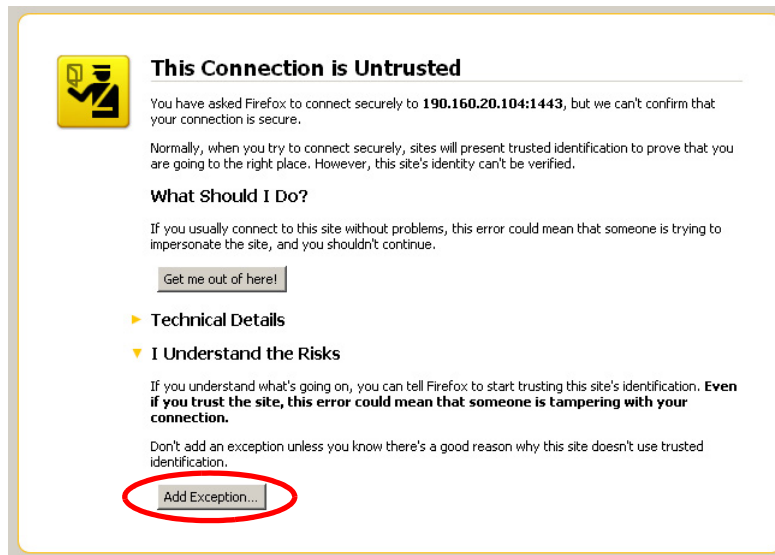 This Connection is Untrusted
You have asked Firefox to connect securely to 190.160.20.104:1443, but we can't confirm that
your connection is secure.
Normally, when you try to connect securely, sites will present trusted identification to prove that you
are going to the right place. However, this site's identity can't be verified.
What Should I Do?
If you usually connect to this site without problems, this error could mean that someone is trying to
impersonate the site, and you shouldn't continue.
Get me out of here!
Technical Details
I Understand the Risks
If you understand what's going on, you can tell Firefox to start trusting this site's identification. Even
if you trust the site, this error could mean that someone is tampering with your
connection.
Don't add an exception unless you know there's a good reason why this site doesn't use trusted
identification.
Add Exception...